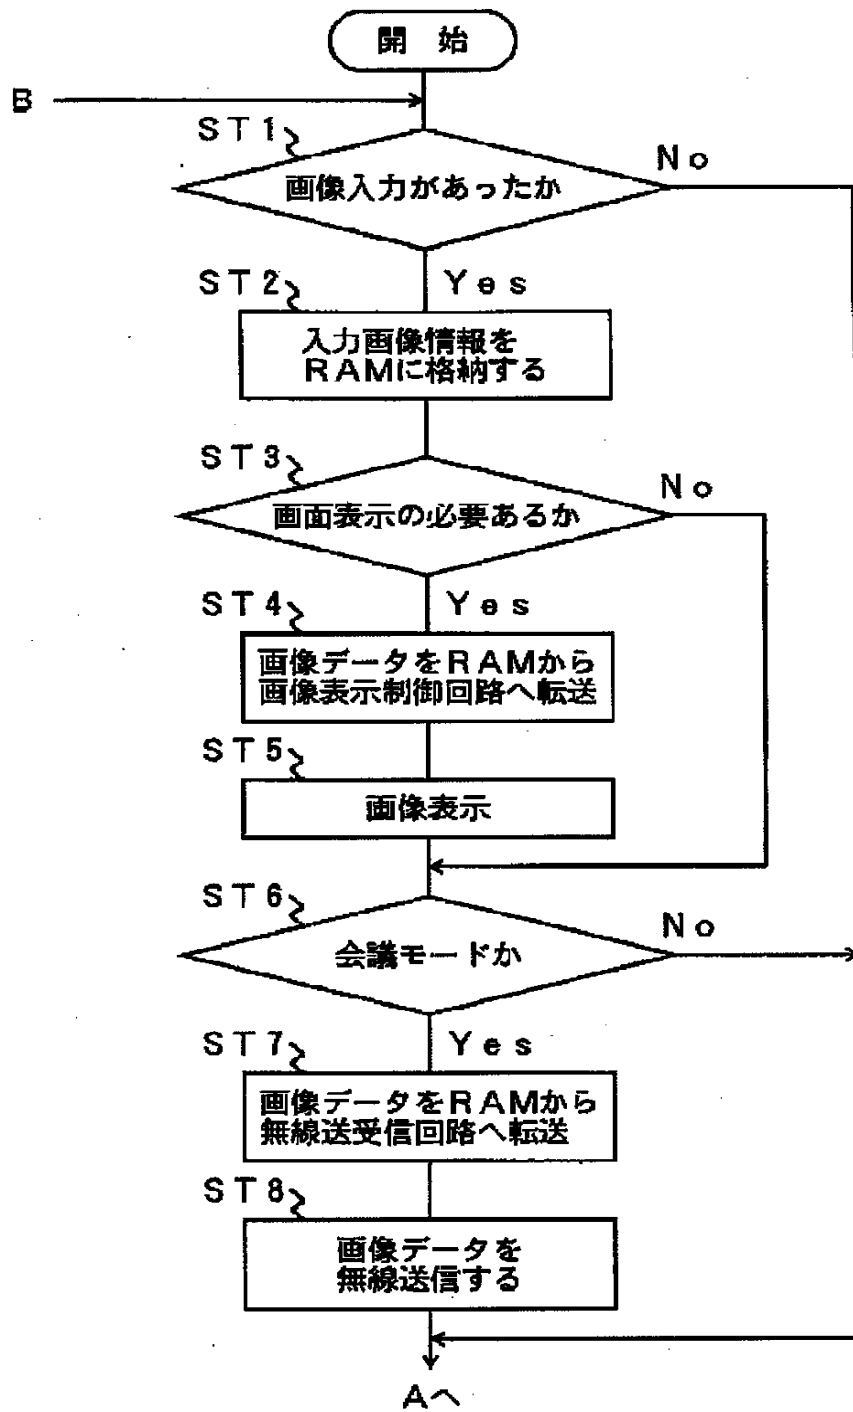 開 始
B
ST1
No
画像入力があったか
ST2
Yes
入力画像情報を
RAMに格納する
ST3
No
画面表示の必要あるか
ST4
Yes
画像データをRAMから
画像表示制御回路へ転送
ST5
画像表示
ST6
No
会議モードか
ST7
Yes
画像データをRAMから
無線送受信回路へ転送
ST8
画像データを
無線送信する
Aへ